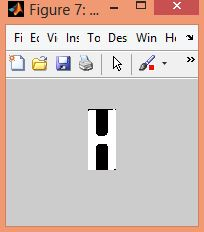 Figure 7: ...
Fi Ec Vi Ins To Des Win He
H